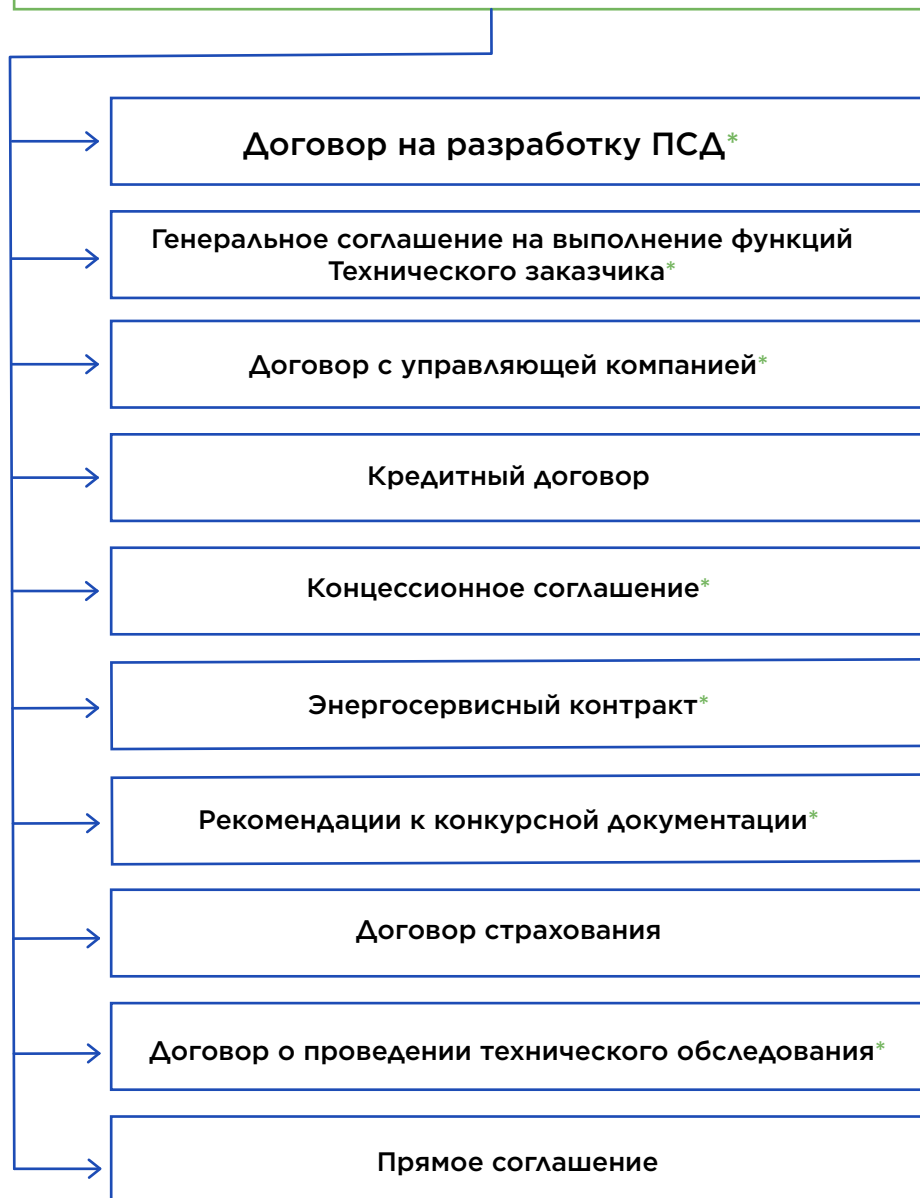 Договор на разработку ПСД*
Генеральное соглашение на выполнение функций
Технического заказчика*
Договор с управляющей компанией*
Кредитный договор
Концессионное соглашение*
Энергосервисный контракт*
Рекомендации к конкурсной документации*
Договор страхования
Договор о проведении технического обследования*
Прямое соглашение